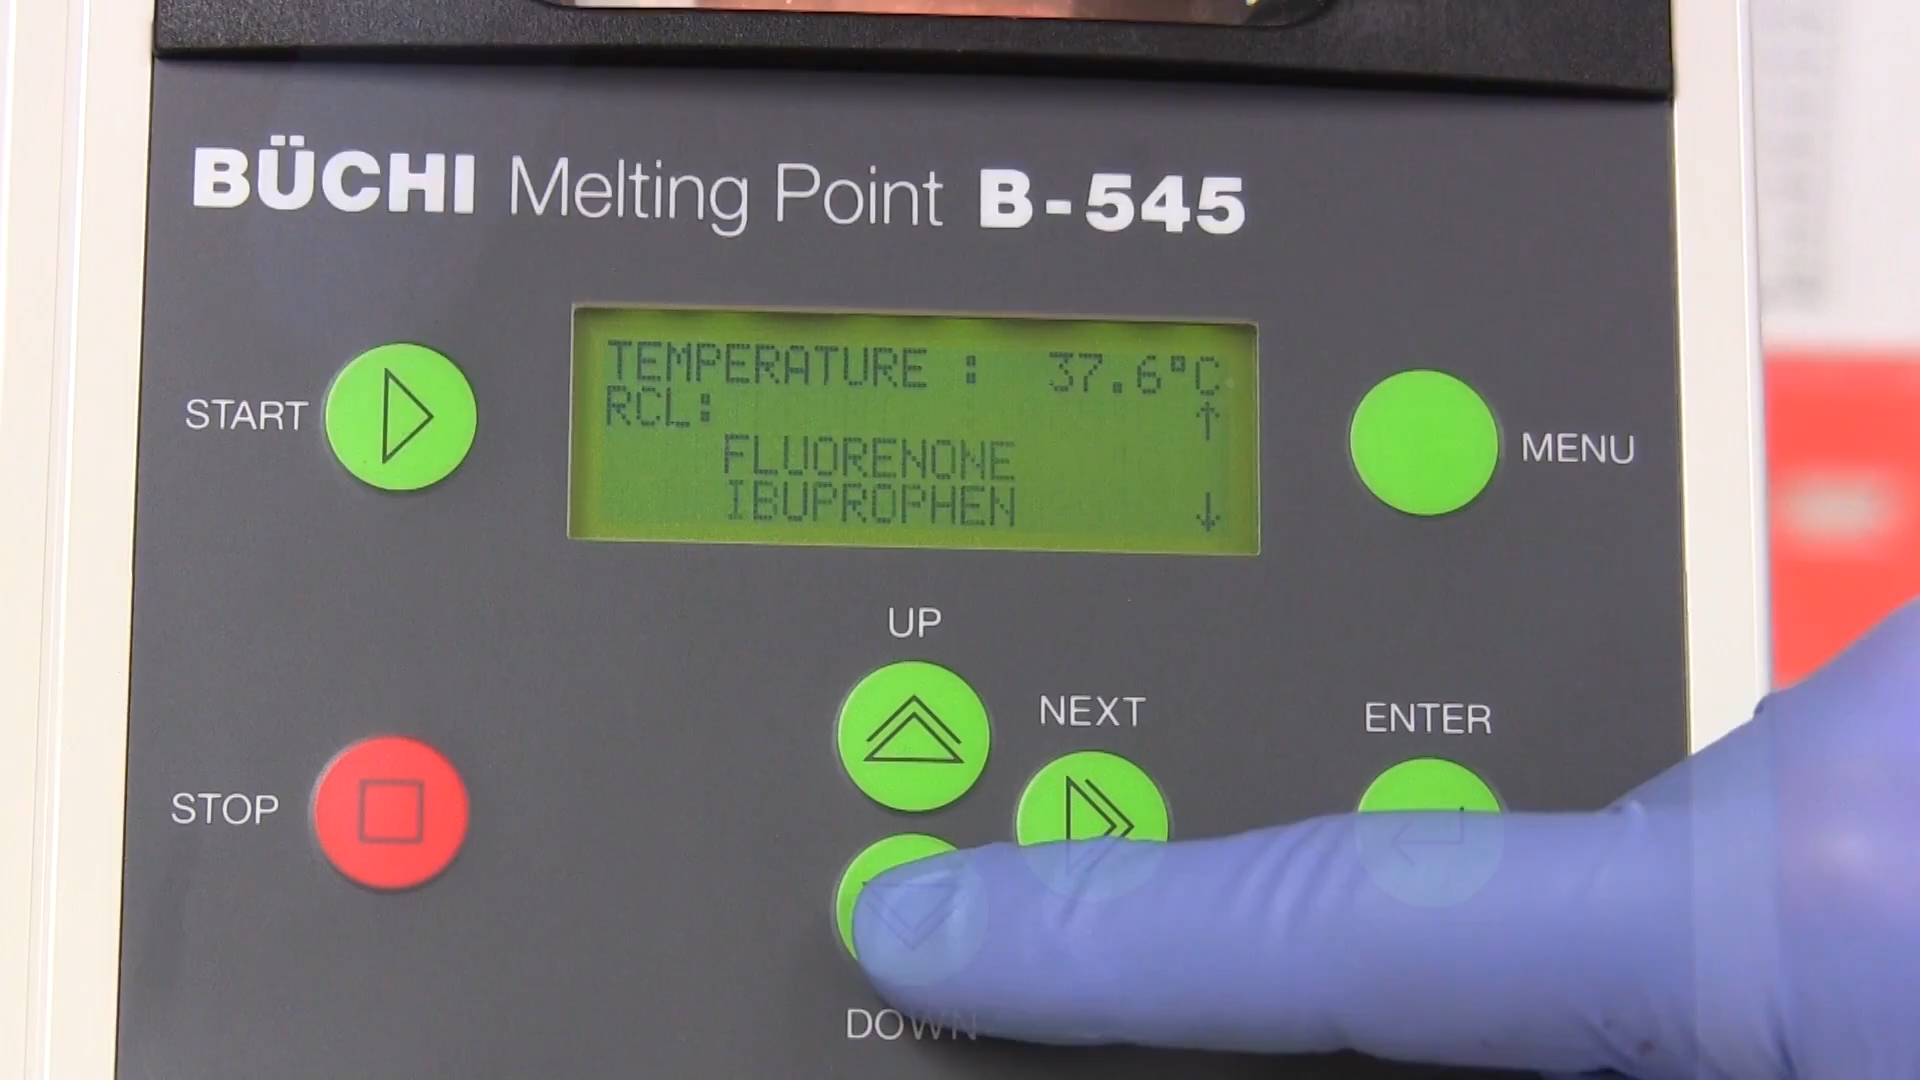 BÜCHI Melting Point B-545
TEMPERATURE : 37.6°C
RCL: ↑
FLUORENONE
IBUPROPHEN ↓
START
MENU
UP
NEXT
ENTER
STOP
DOWN